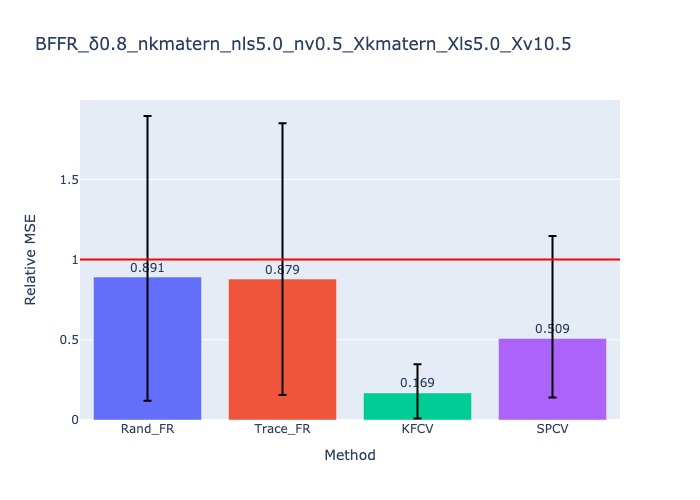 BFFR_δ0.8_nkmatern_nls5.0_nv0.5_Xkmatern_Xls5.0_Xv10.5
Relative MSE
1.5
1
0.5
0
0.891
0.879
0.169
0.509
Rand_FR
Trace_FR
KFCV
SPCV
Method